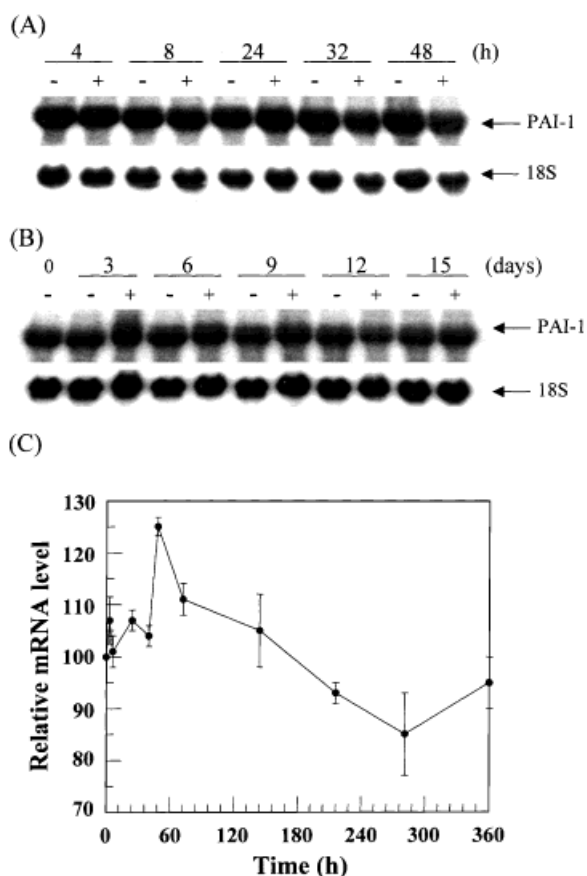 (A)
4 8 24 32 48 (h)
- + - + - + - + - +
PAI-1
18S
(B)
0 3 6 9 12 15 (days)
- - + - + - + - + - +
PAI-1
18S
(C)
130
120
110
100
90
80
70
Relative mRNA level
0 60 120 180 240 300 360
Time (h)